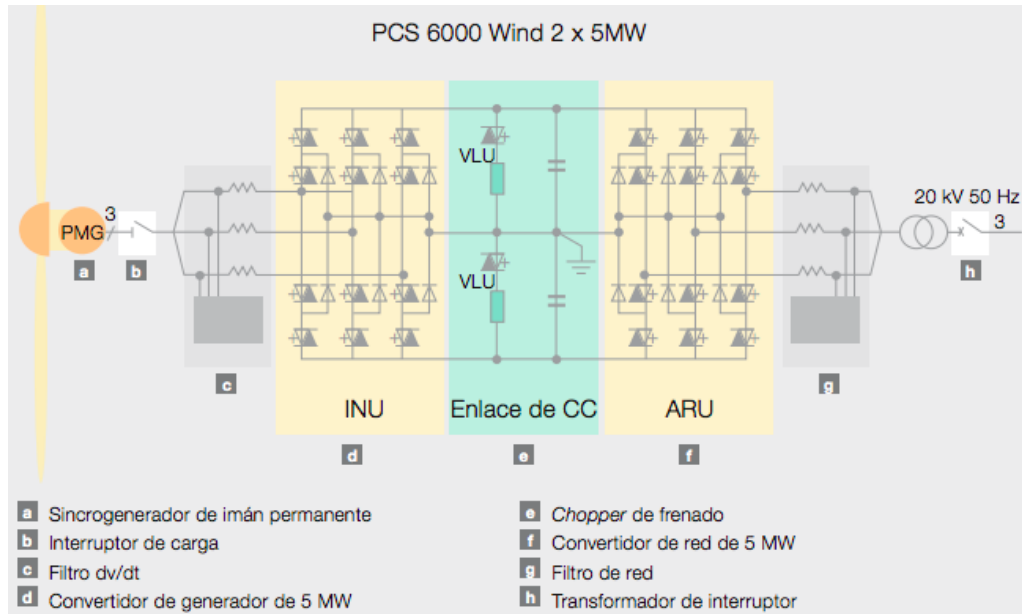 PCS 6000 Wind 2 x 5MW
VLU
20 kV 50 Hz
3
3
PMG
VLU
a
b
h
c
g
INU
Enlace de CC
ARU
d
e
f
a Sincrogenerador de imán permanente
b Interruptor de carga
c Filtro dv/dt
d Convertidor de generador de 5 MW
e Chopper de frenado
f Convertidor de red de 5 MW
g Filtro de red
h Transformador de interruptor